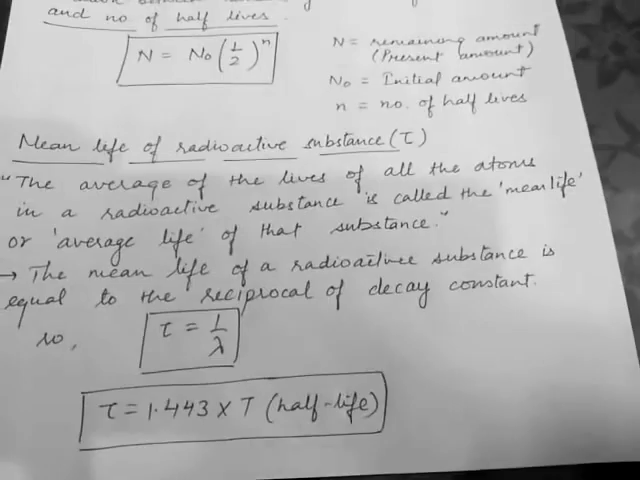 and no of half lives.
N = N₀(1/2)ⁿ
N = remaining amount
(Present amount)
N₀ = Initial amount
n = no. of half lives
Mean life of radioactive substance (τ)
"The average of the lives of all the atoms
in a radioactive substance is called the 'mean life'
or 'average life' of that substance."
→ The mean life of a radioactive substance is
equal to the reciprocal of decay constant.
so,
τ = 1/λ
τ = 1.443 × T (half-life)